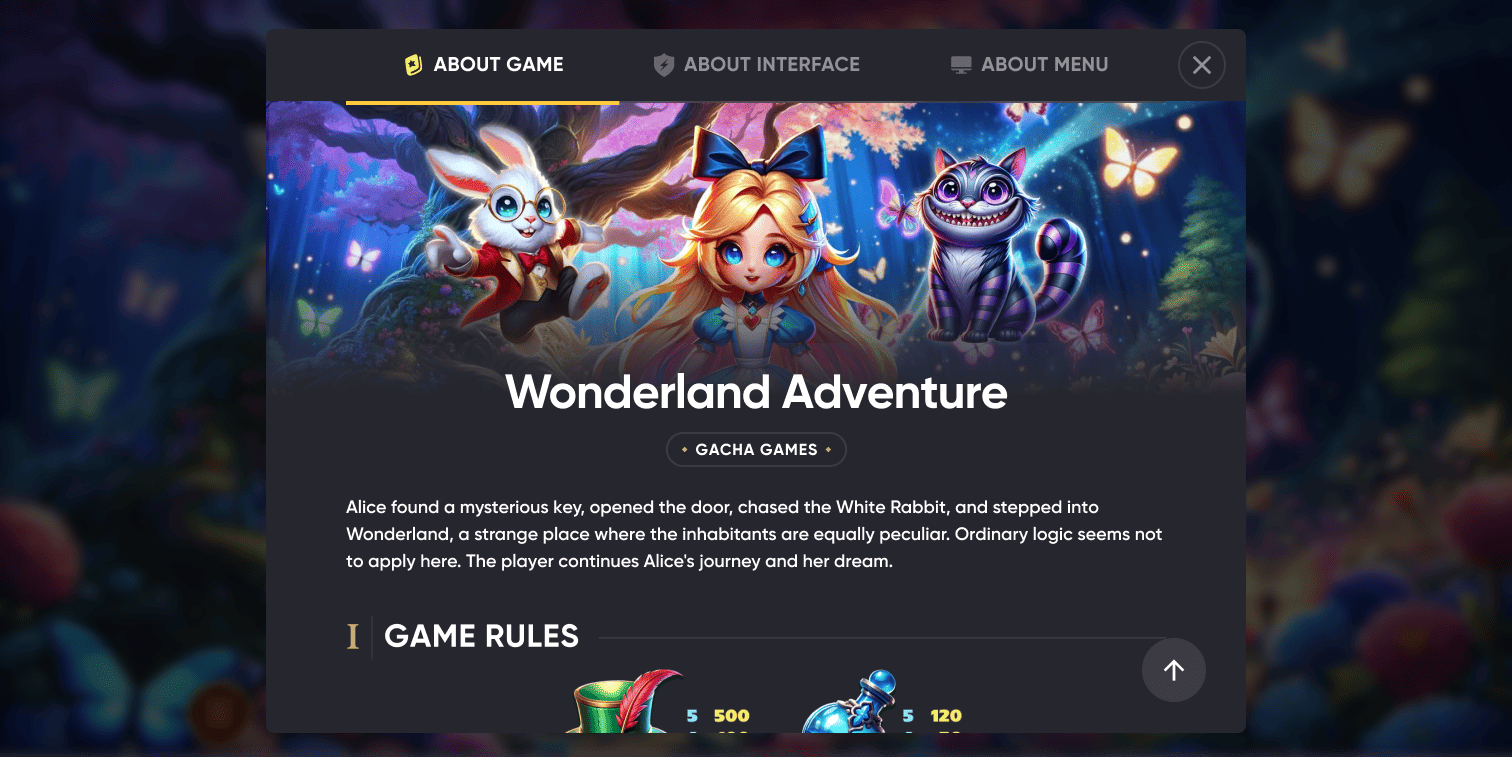 ABOUT GAME
ABOUT INTERFACE
ABOUT MENU
Wonderland Adventure
GACHA GAMES
Alice found a mysterious key, opened the door, chased the White Rabbit, and stepped into
Wonderland, a strange place where the inhabitants are equally peculiar. Ordinary logic seems not
to apply here. The player continues Alice's journey and her dream.
I GAME RULES
5 500
5 120